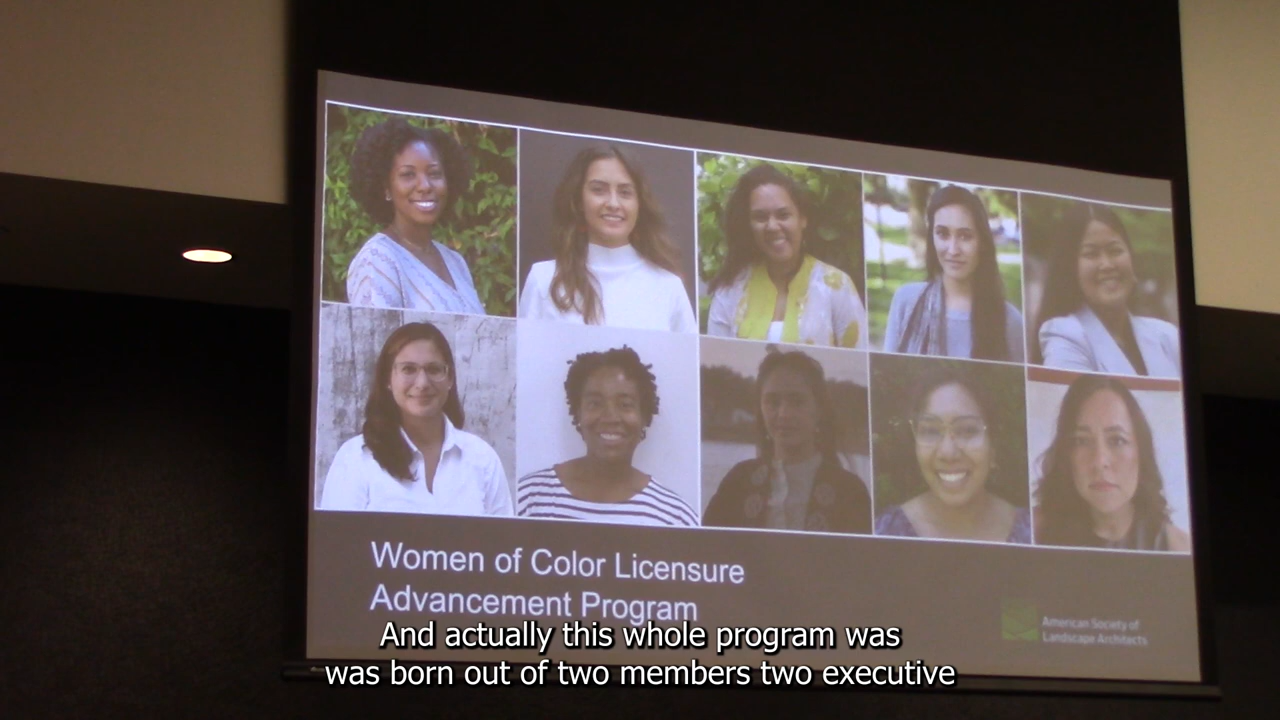 Women of Color Licensure
Advancement Program
American Society of
Landscape Architects
And actually this whole program was
was born out of two members two executive